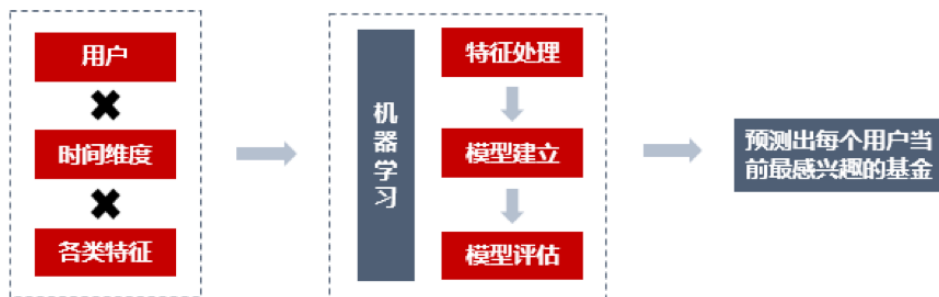 用户
时间维度
各类特征
机器学习
特征处理
模型建立
模型评估
预测出每个用户当
前最感兴趣的基金